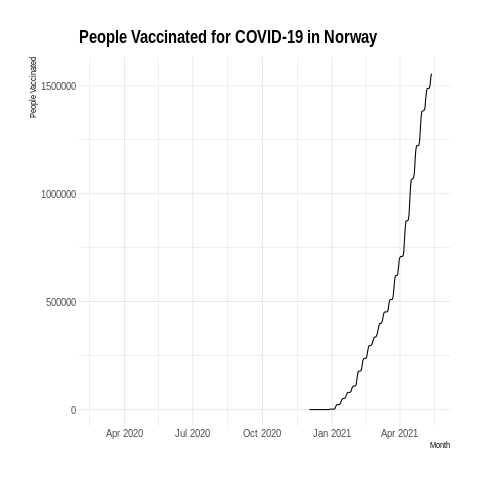 People Vaccinated for COVID-19 in Norway
People Vaccinated
1500000
1000000
500000
0
Apr 2020 Jul 2020 Oct 2020 Jan 2021 Apr 2021
Month